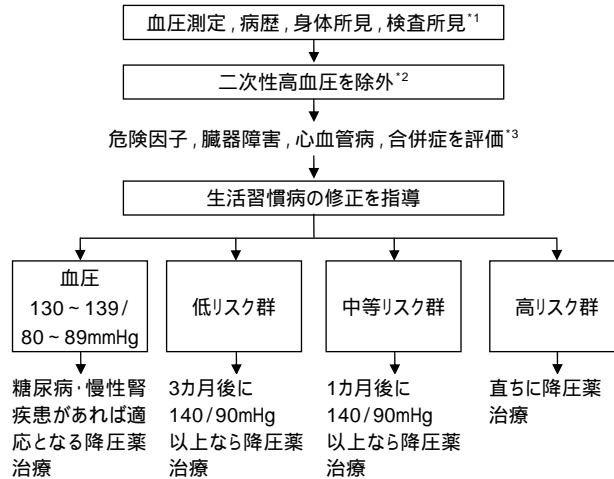 血圧測定，病歴，身体所見，検査所見*1
二次性高血圧を除外*2
危険因子，臓器障害，心血管病，合併症を評価*3
生活習慣病の修正を指導
血圧
130～139/
80～89mmHg
低リスク群
中等リスク群
高リスク群
糖尿病・慢性腎
疾患があれば適
応となる降圧薬
治療
3カ月後に
140/90mHg
以上なら降圧薬
治療
1カ月後に
140/90mHg
以上なら降圧薬
治療
直ちに降圧薬
治療